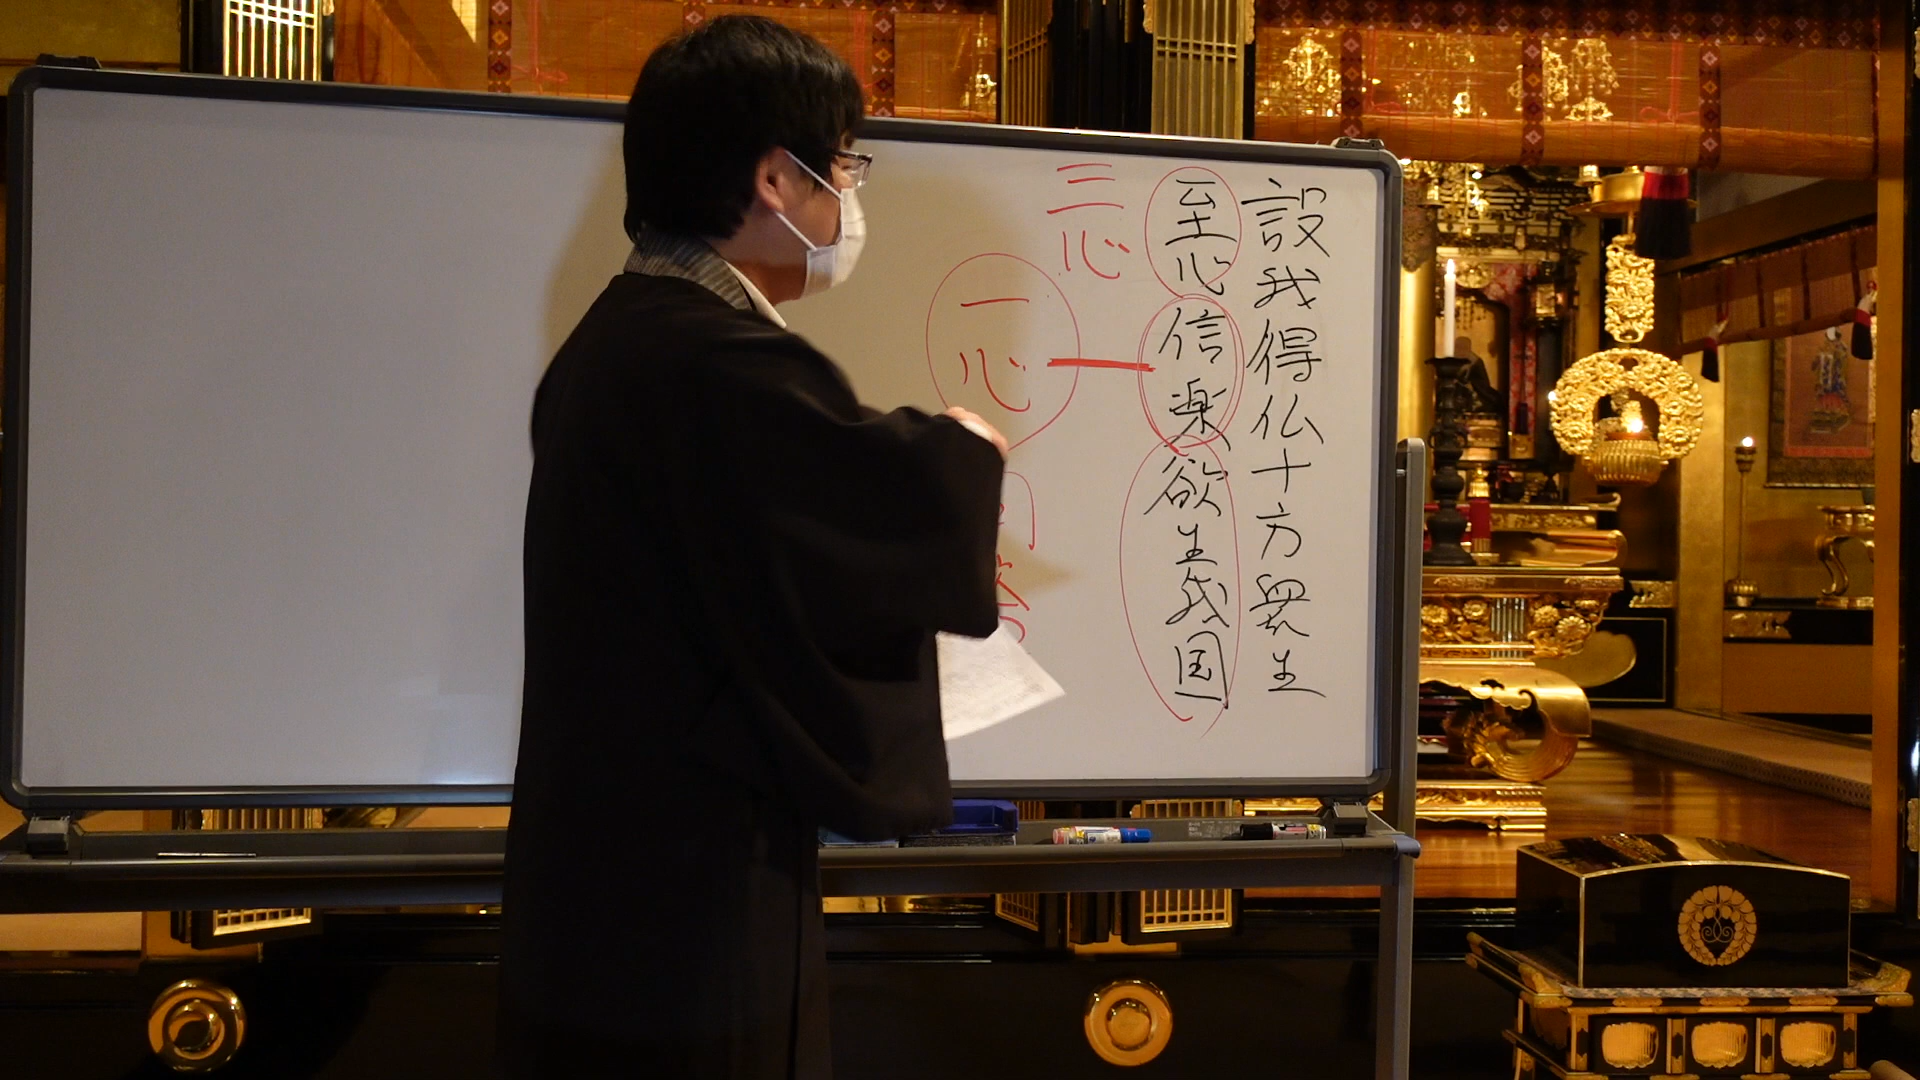 設我得仏十方衆生
至心信楽欲生我国
三心
一心